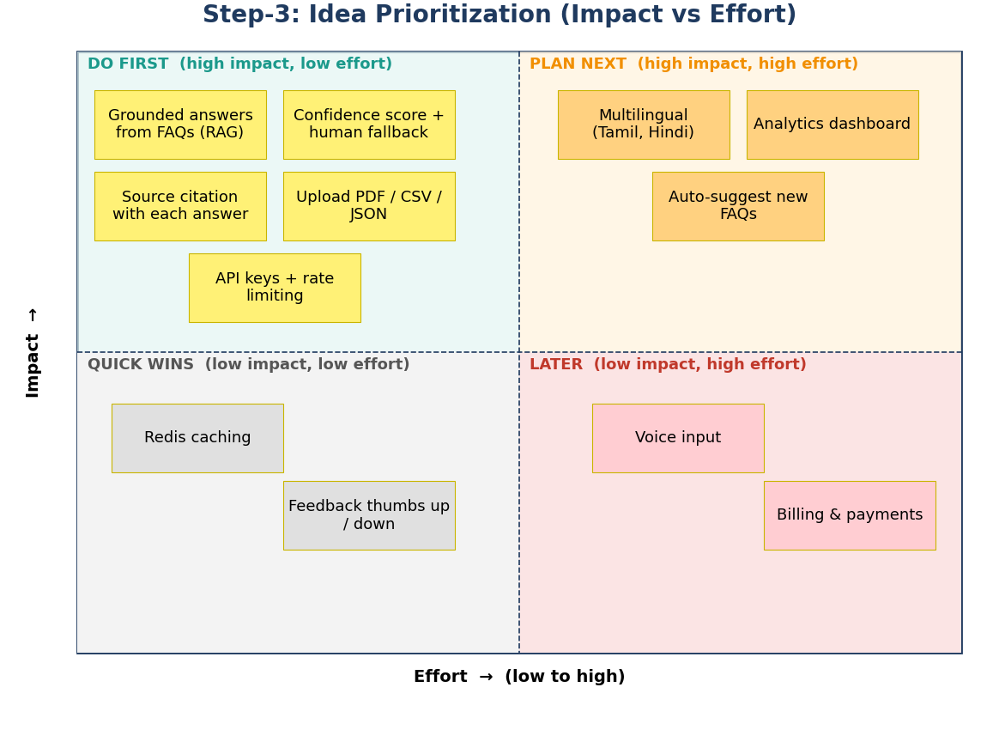 Step-3: Idea Prioritization (Impact vs Effort)
DO FIRST  (high impact, low effort)
Grounded answers
from FAQs (RAG)
Confidence score +
human fallback
Source citation
with each answer
Upload PDF / CSV /
JSON
API keys + rate
limiting
PLAN NEXT  (high impact, high effort)
Multilingual
(Tamil, Hindi)
Analytics dashboard
Auto-suggest new
FAQs
QUICK WINS  (low impact, low effort)
Redis caching
Feedback thumbs up
/ down
LATER  (low impact, high effort)
Voice input
Billing & payments
Impact →
Effort → (low to high)